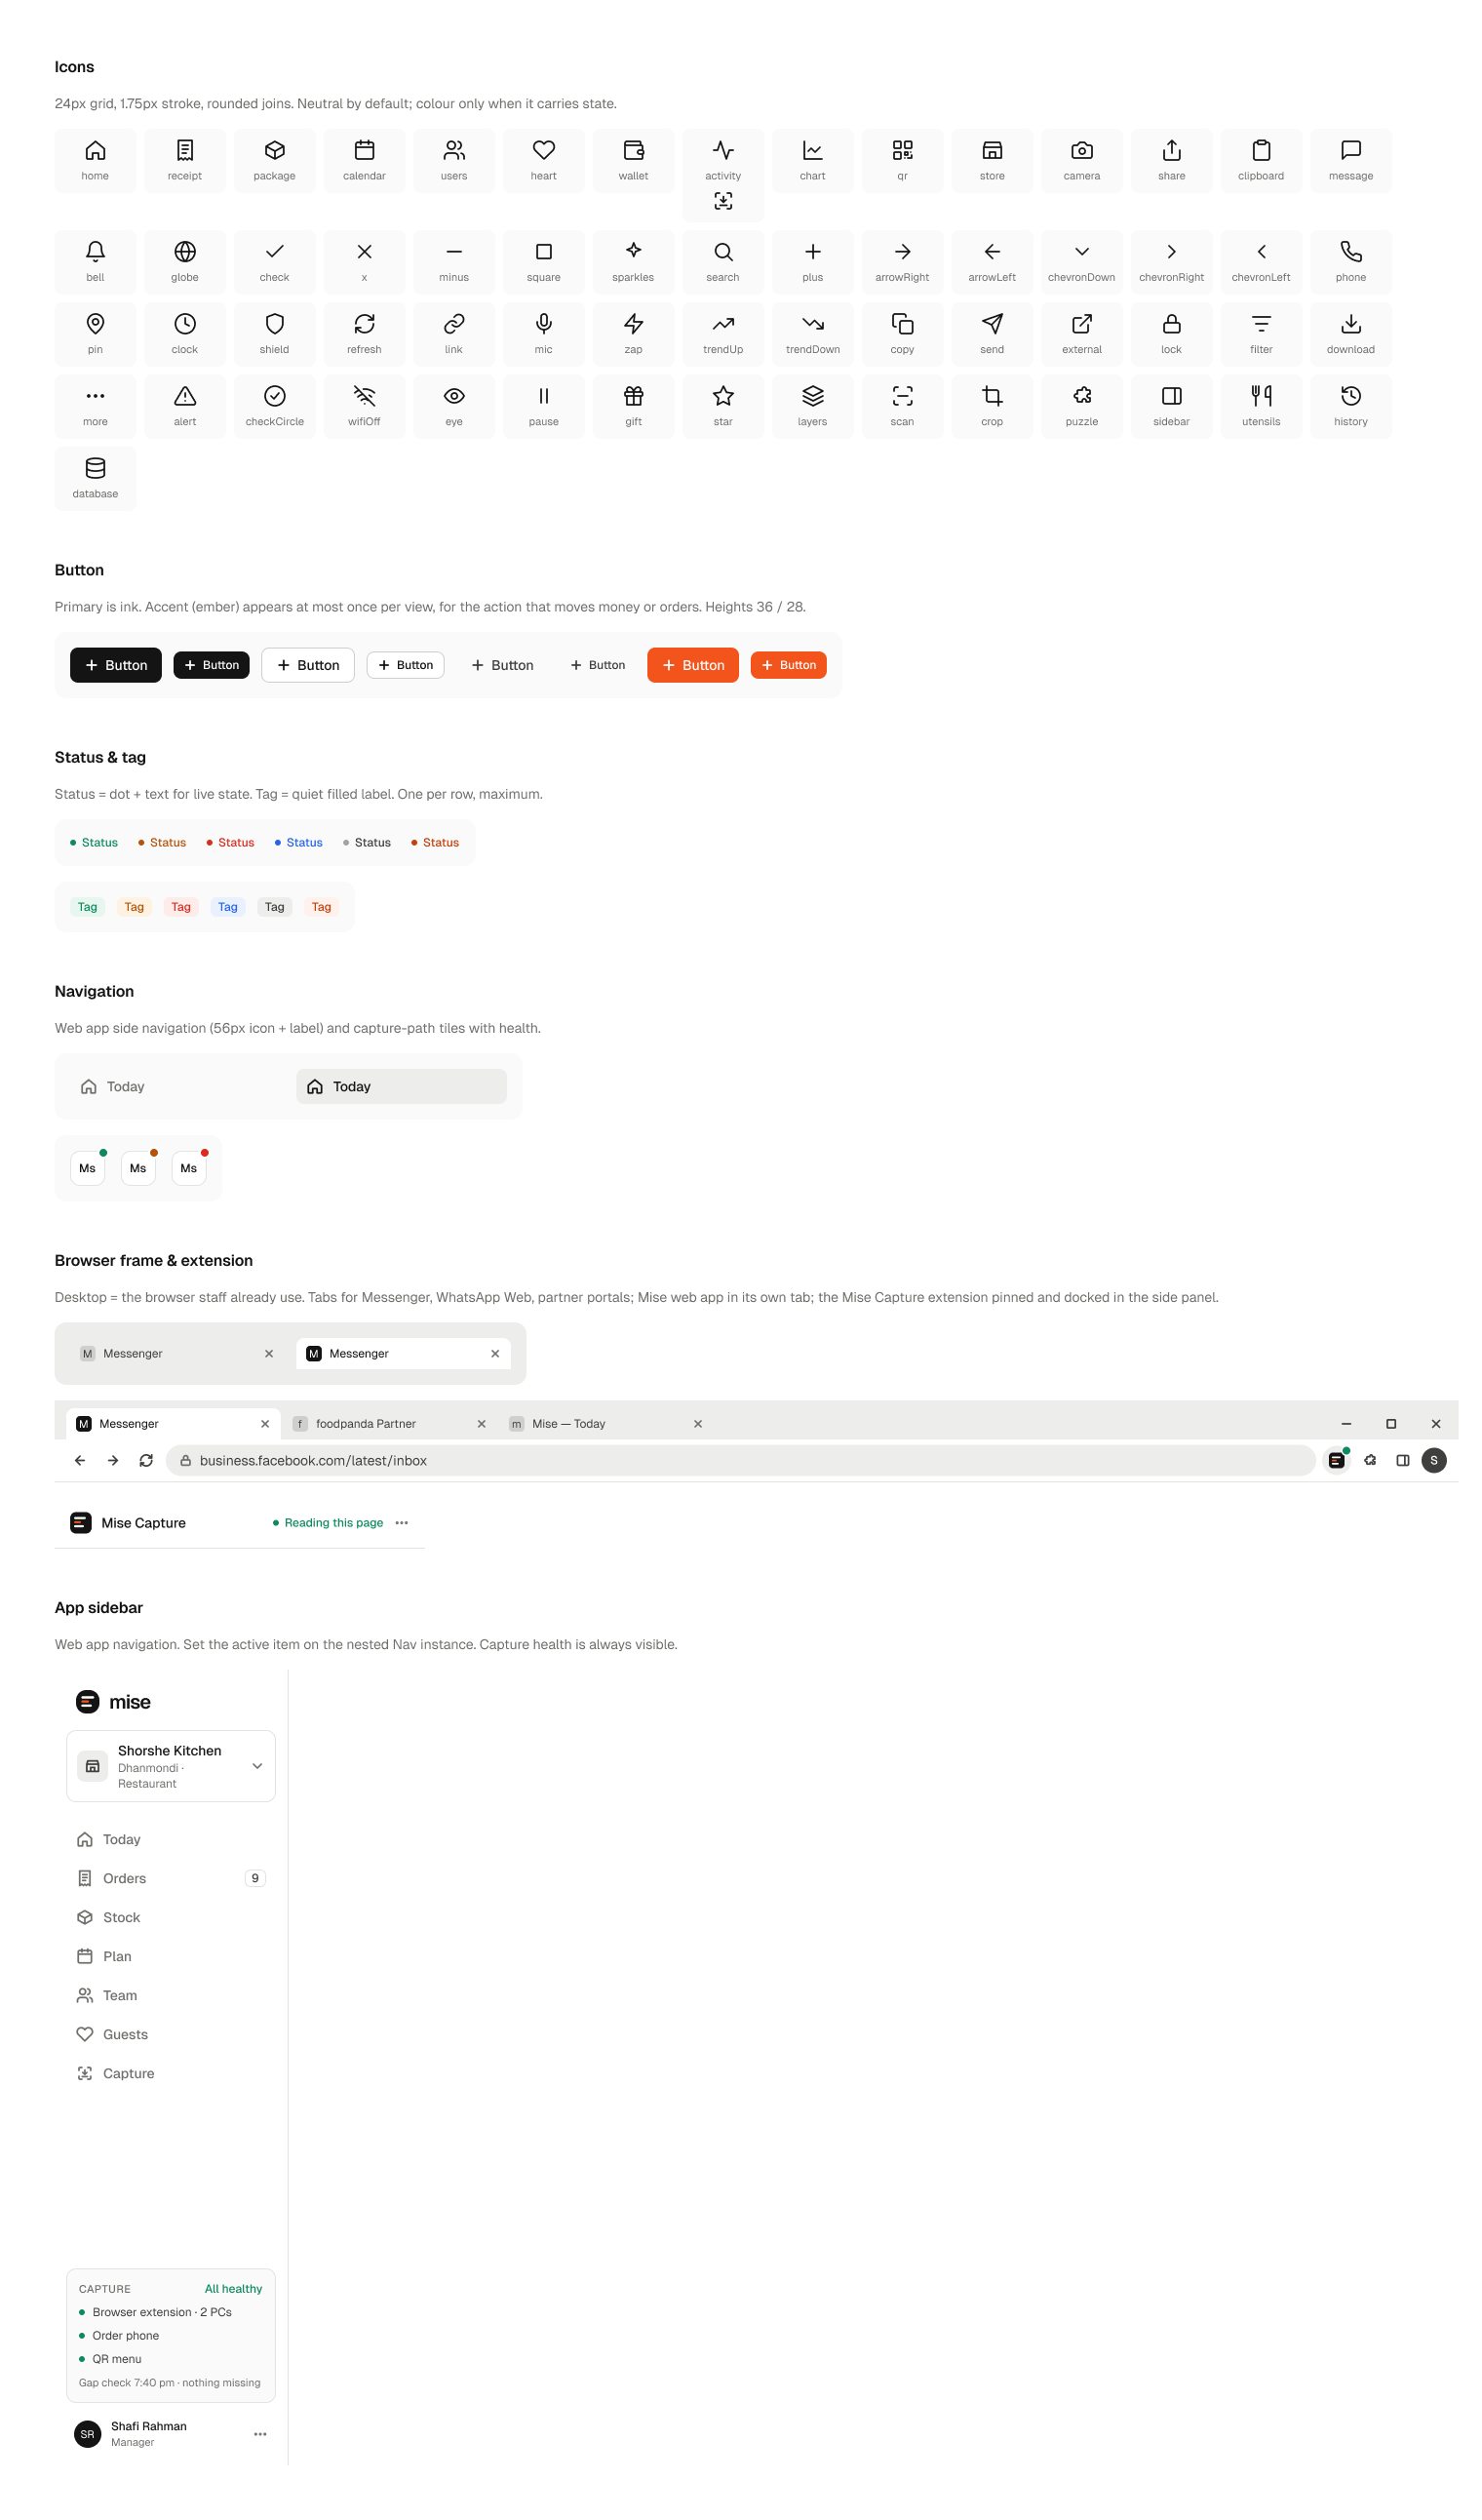 Icons
24px grid, 1.75px stroke, rounded joins. Neutral by default; colour only when it carries state.
home receipt package calendar users heart wallet activity chart qr store camera share clipboard message
bell globe check x minus square sparkles search plus arrowRight arrowLeft chevronDown chevronRight chevronLeft phone
pin clock shield refresh link mic zap trendUp trendDown copy send external lock filter download
more alert checkCircle wifiOff eye pause gift star layers scan crop puzzle sidebar utensils history
database
Button
Primary is ink. Accent (ember) appears at most once per view, for the action that moves money or orders. Heights 36 / 28.
Button Button Button Button Button Button Button Button
Status & tag
Status = dot + text for live state. Tag = quiet filled label. One per row, maximum.
Status Status Status Status Status Status
Tag Tag Tag Tag Tag Tag
Navigation
Web app side navigation (56px icon + label) and capture-path tiles with health.
Today Today
Ms Ms Ms
Browser frame & extension
Desktop = the browser staff already use. Tabs for Messenger, WhatsApp Web, partner portals; Mise web app in its own tab; the Mise Capture extension pinned and docked in the side panel.
M Messenger M Messenger
M Messenger f foodpanda Partner m Mise — Today
business.facebook.com/latest/inbox S
Mise Capture Reading this page
App sidebar
Web app navigation. Set the active item on the nested Nav instance. Capture health is always visible.
mise
Shorshe Kitchen
Dhanmondi ·
Restaurant
Today
Orders 9
Stock
Plan
Team
Guests
Capture
CAPTURE All healthy
Browser extension · 2 PCs
Order phone
QR menu
Gap check 7:40 pm · nothing missing
SR Shafi Rahman
Manager